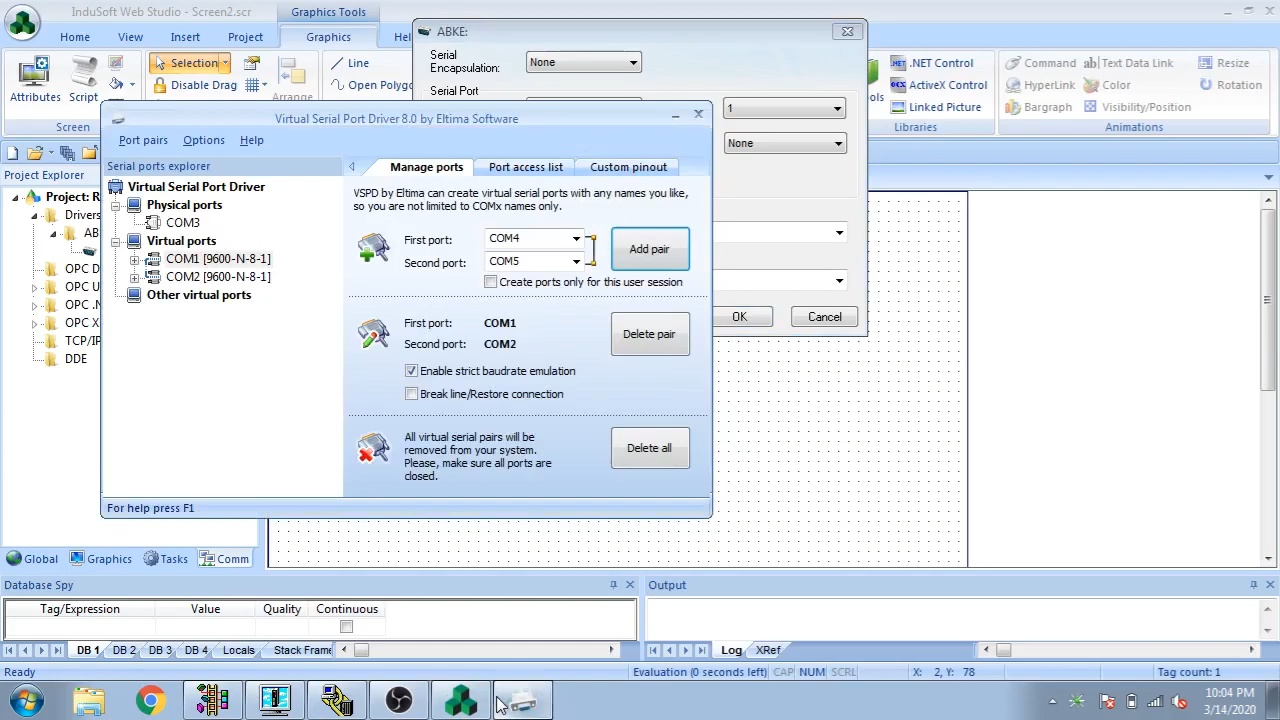 InduSoft Web Studio - Screen2.scr
Graphics Tools
Home View Insert Project Graphics Hel
Attributes
Script
Screen
Selection
Disable Drag
Line
Open Polyg
Arrange
ools
.NET Control
ActiveX Control
Linked Picture
Libraries
Command Text Data Link Resize
HyperLink Color Rotation
Bargraph Visibility/Position
Animations
ABKE:
Serial Encapsulation:
None
Serial Port
1
None
OK Cancel
Virtual Serial Port Driver 8.0 by Eltima Software
Port pairs Options Help
Serial ports explorer
Virtual Serial Port Driver
Physical ports
COM3
Virtual ports
COM1 [9600-N-8-1]
COM2 [9600-N-8-1]
Other virtual ports
Manage ports Port access list Custom pinout
VSPD by Eltima can create virtual serial ports with any names you like,
so you are not limited to COMx names only.
First port: COM4
Second port: COM5
Add pair
Create ports only for this user session
First port: COM1
Second port: COM2
Delete pair
Enable strict baudrate emulation
Break line/Restore connection
All virtual serial pairs will be
removed from your system.
Please, make sure all ports are
closed.
Delete all
For help press F1
Project Explorer
Project: R
Drivers
AB
OPC D
OPC U
OPC .N
OPC X
TCP/IP
DDE
Global Graphics Tasks Comm
Database Spy
Tag/Expression Value Quality Continuous
DB 1 DB 2 DB 3 DB 4 Locals Stack Frame
Output
Log XRef
Ready
Evaluation (0 seconds left) CAP NUM SCRL X: 2, Y: 78 Tag count: 1
10:04 PM
3/14/2020